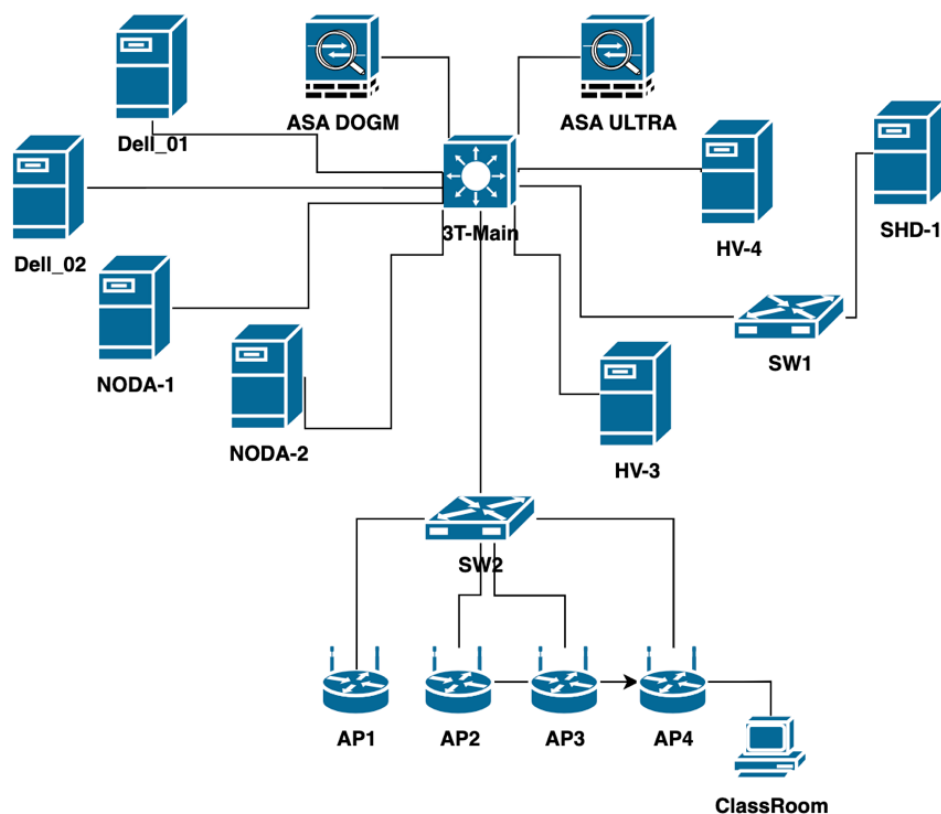 ASA DOGM
ASA ULTRA
Dell_01
3T-Main
HV-4
SHD-1
Dell_02
SW1
NODA-1
NODA-2
HV-3
SW2
AP1
AP2
AP3
AP4
ClassRoom